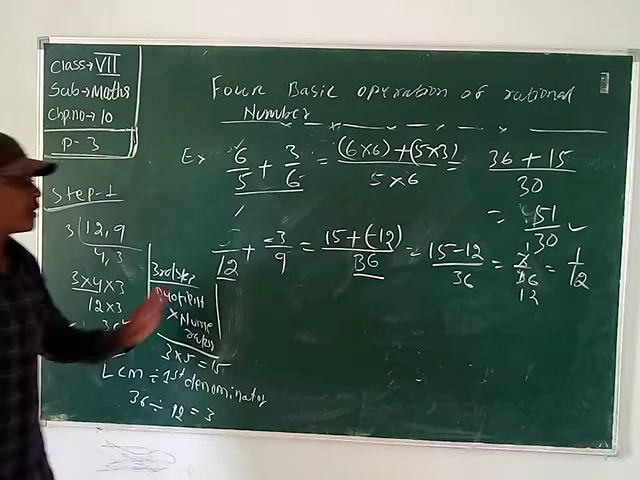 Class→ VII
Sub→ Maths
Chp.no→ 10
P-3
Four Basic operation of rational
Number
Ex 6/5 + 3/6 = (6×6)+(5×3)/5×6 = 36+15/30
= 51/30
5/12 + -3/9 = 15+(-12)/36 = 15-12/36 = 3/36 = 1/12
Step-1
3 | 12, 9
4, 3
3×4×3
12×3
3rd step
Quotient
× Nume
rator
3×5=15
LCM ÷ 1st denominator
36 ÷ 12 = 3